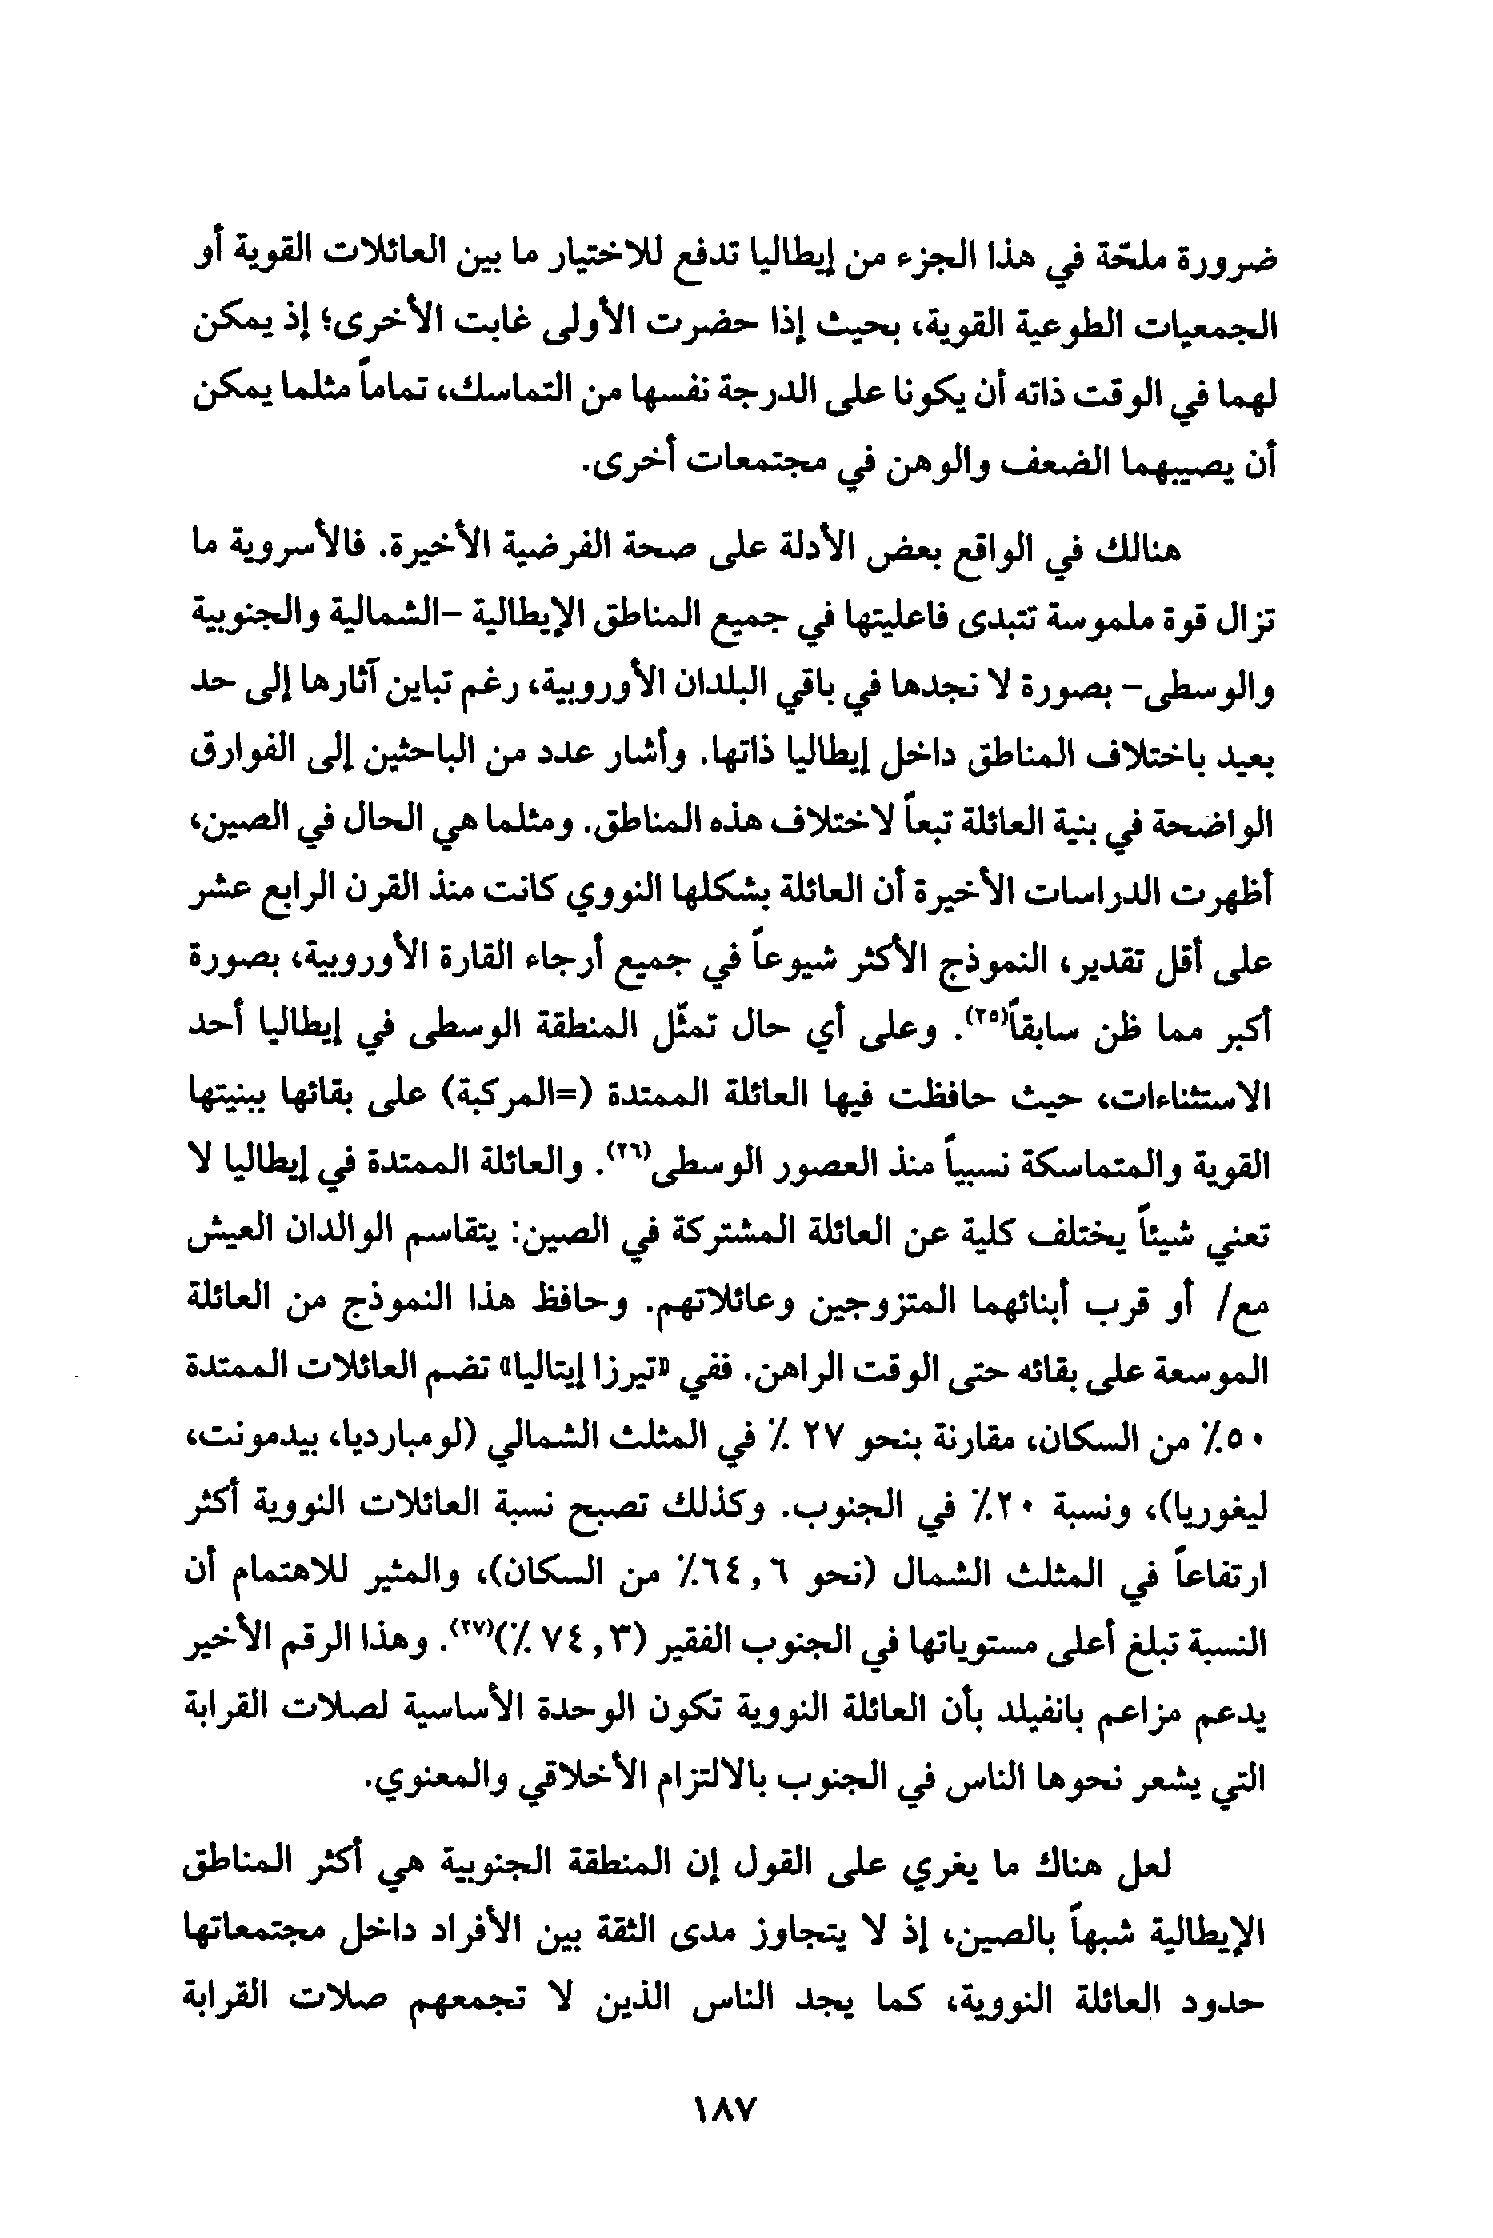 ضرورة ملحّة في هذا الجزء من إيطاليا تدفع للاختيار ما بين العائلات القوية أو
الجمعيات الطوعية القوية، بحيث إذا حضرت الأولى غابت الأخرى؛ إذ يمكن
لهما في الوقت ذاته أن يكونا على الدرجة نفسها من التماسك، تماماً مثلما يمكن
أن يصيبهما الضعف والوهن في مجتمعات أخرى.
هنالك في الواقع بعض الأدلة على صحة الفرضية الأخيرة. فالأسروية ما
تزال قوة ملموسة تتبدى فاعليتها في جميع المناطق الإيطالية -الشمالية والجنوبية
والوسطى- بصورة لا نجدها في باقي البلدان الأوروبية، رغم تباين آثارها إلى حد
بعيد باختلاف المناطق داخل إيطاليا ذاتها. وأشار عدد من الباحثين إلى الفوارق
الواضحة في بنية العائلة تبعاً لاختلاف هذه المناطق. ومثلما هي الحال في الصين،
أظهرت الدراسات الأخيرة أن العائلة بشكلها النووي كانت منذ القرن الرابع عشر
على أقل تقدير، النموذج الأكثر شيوعاً في جميع أرجاء القارة الأوروبية، بصورة
أكبر مما ظن سابقاً(٢٥). وعلى أي حال تمثّل المنطقة الوسطى في إيطاليا أحد
الاستثناءات، حيث حافظت فيها العائلة الممتدة (=المركبة) على بقائها ببنيتها
القوية والمتماسكة نسبياً منذ العصور الوسطى(٢٦). والعائلة الممتدة في إيطاليا لا
تعني شيئاً يختلف كلية عن العائلة المشتركة في الصين: يتقاسم الوالدان العيش
مع/ أو قرب أبنائهما المتزوجين وعائلاتهم. وحافظ هذا النموذج من العائلة
الموسعة على بقائه حتى الوقت الراهن. ففي «تيرزا إيتاليا» تضم العائلات الممتدة
٥٠٪ من السكان، مقارنة بنحو ٢٧ ٪ في المثلث الشمالي (لومبارديا، بيدمونت،
ليغوريا)، ونسبة ٢٠٪ في الجنوب. وكذلك تصبح نسبة العائلات النووية أكثر
ارتفاعاً في المثلث الشمال (نحو ٦٤,٦٪ من السكان)، والمثير للاهتمام أن
النسبة تبلغ أعلى مستوياتها في الجنوب الفقير (٧٤,٣ ٪)(٢٧). وهذا الرقم الأخير
يدعم مزاعم بانفيلد بأن العائلة النووية تكون الوحدة الأساسية لصلات القرابة
التي يشعر نحوها الناس في الجنوب بالالتزام الأخلاقي والمعنوي.
لعل هناك ما يغري على القول إن المنطقة الجنوبية هي أكثر المناطق
الإيطالية شبهاً بالصين، إذ لا يتجاوز مدى الثقة بين الأفراد داخل مجتمعاتها
حدود العائلة النووية، كما يجد الناس الذين لا تجمعهم صلات القرابة
١٨٧